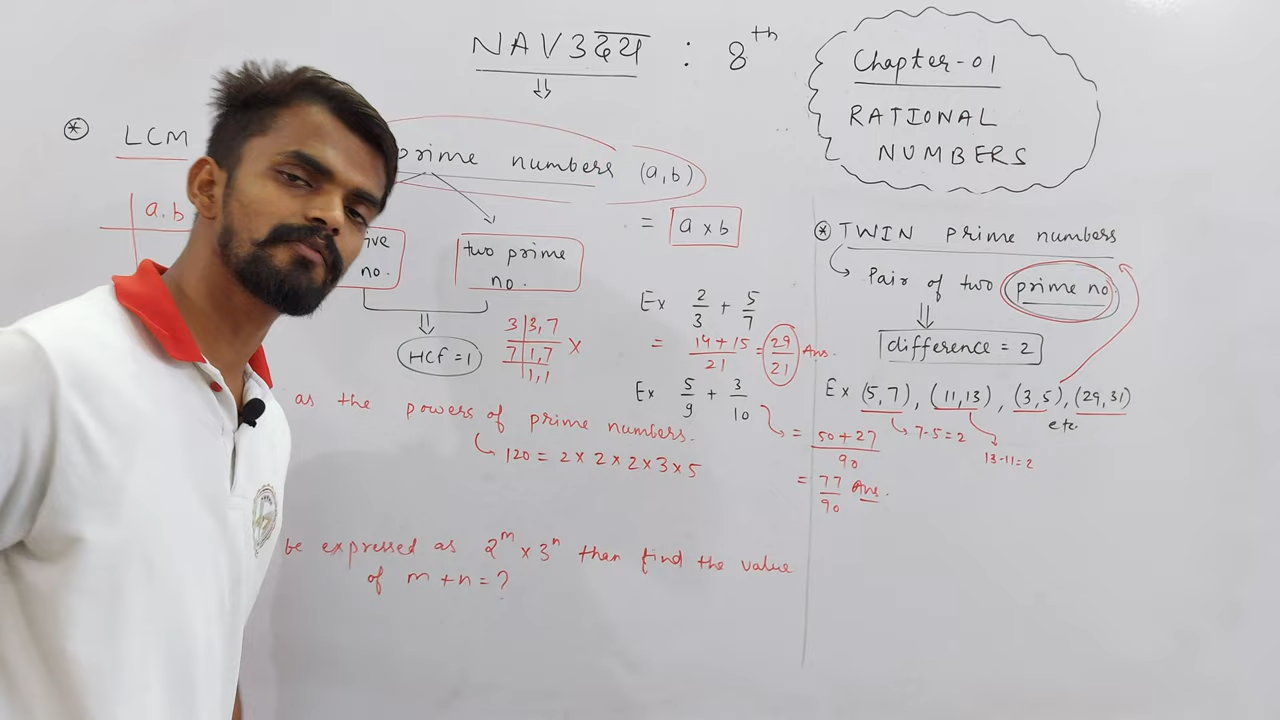 NAV3दय : 8th
Chapter-01
RATIONAL
NUMBERS
* LCM
prime numbers (a,b)
a.b
= a x b
no.
two prime
no.
HCF = 1
3 | 3, 7
7 | 1, 7
1, 1
×
Ex 2/3 + 5/7
= 14+15/21 = 29/21 Ans.
Ex 5/9 + 3/10
= 50+27/90
= 77/90 Ans.
as the powers of prime numbers.
120 = 2 x 2 x 2 x 3 x 5
be expressed as 2^m x 3^n than find the value
of m + n = ?
* TWIN prime numbers
Pair of two prime no
difference = 2
Ex (5,7), (11,13), (3,5), (29,31)
etc.
7-5=2
13-11=2